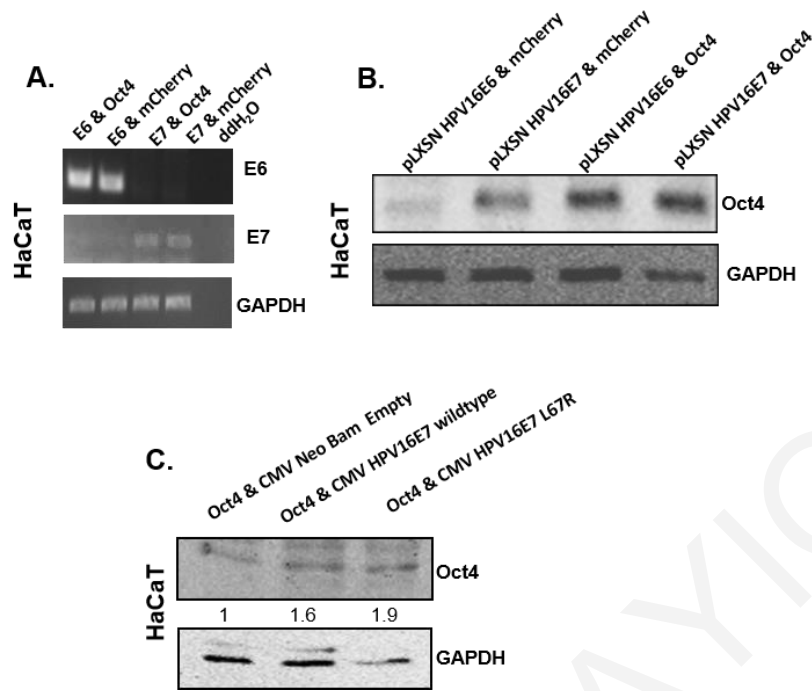 A.
E6 & Oct4
E6 & mCherry
E7 & Oct4
E7 & mCherry
ddH₂O
HaCaT
E6
E7
GAPDH
B.
pLXSN HPV16E6 & mCherry
pLXSN HPV16E7 & mCherry
pLXSN HPV16E6 & Oct4
pLXSN HPV16E7 & Oct4
HaCaT
Oct4
GAPDH
C.
Oct4 & CMV Neo Bam Empty
Oct4 & CMV HPV16E7 wildtype
Oct4 & CMV HPV16E7 L67R
HaCaT
Oct4
1 1.6 1.9
GAPDH